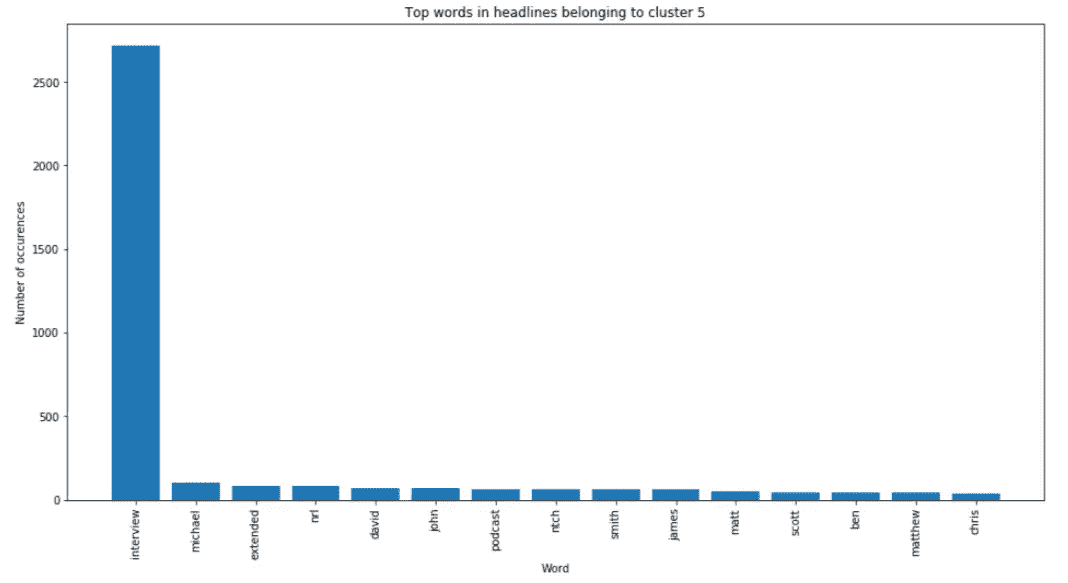 Top words in headlines belonging to cluster 5
Number of occurences
2500
2000
1500
1000
500
0
interview
michael
extended
nrl
david
john
podcast
ntch
smith
james
matt
scott
ben
matthew
chris
Word